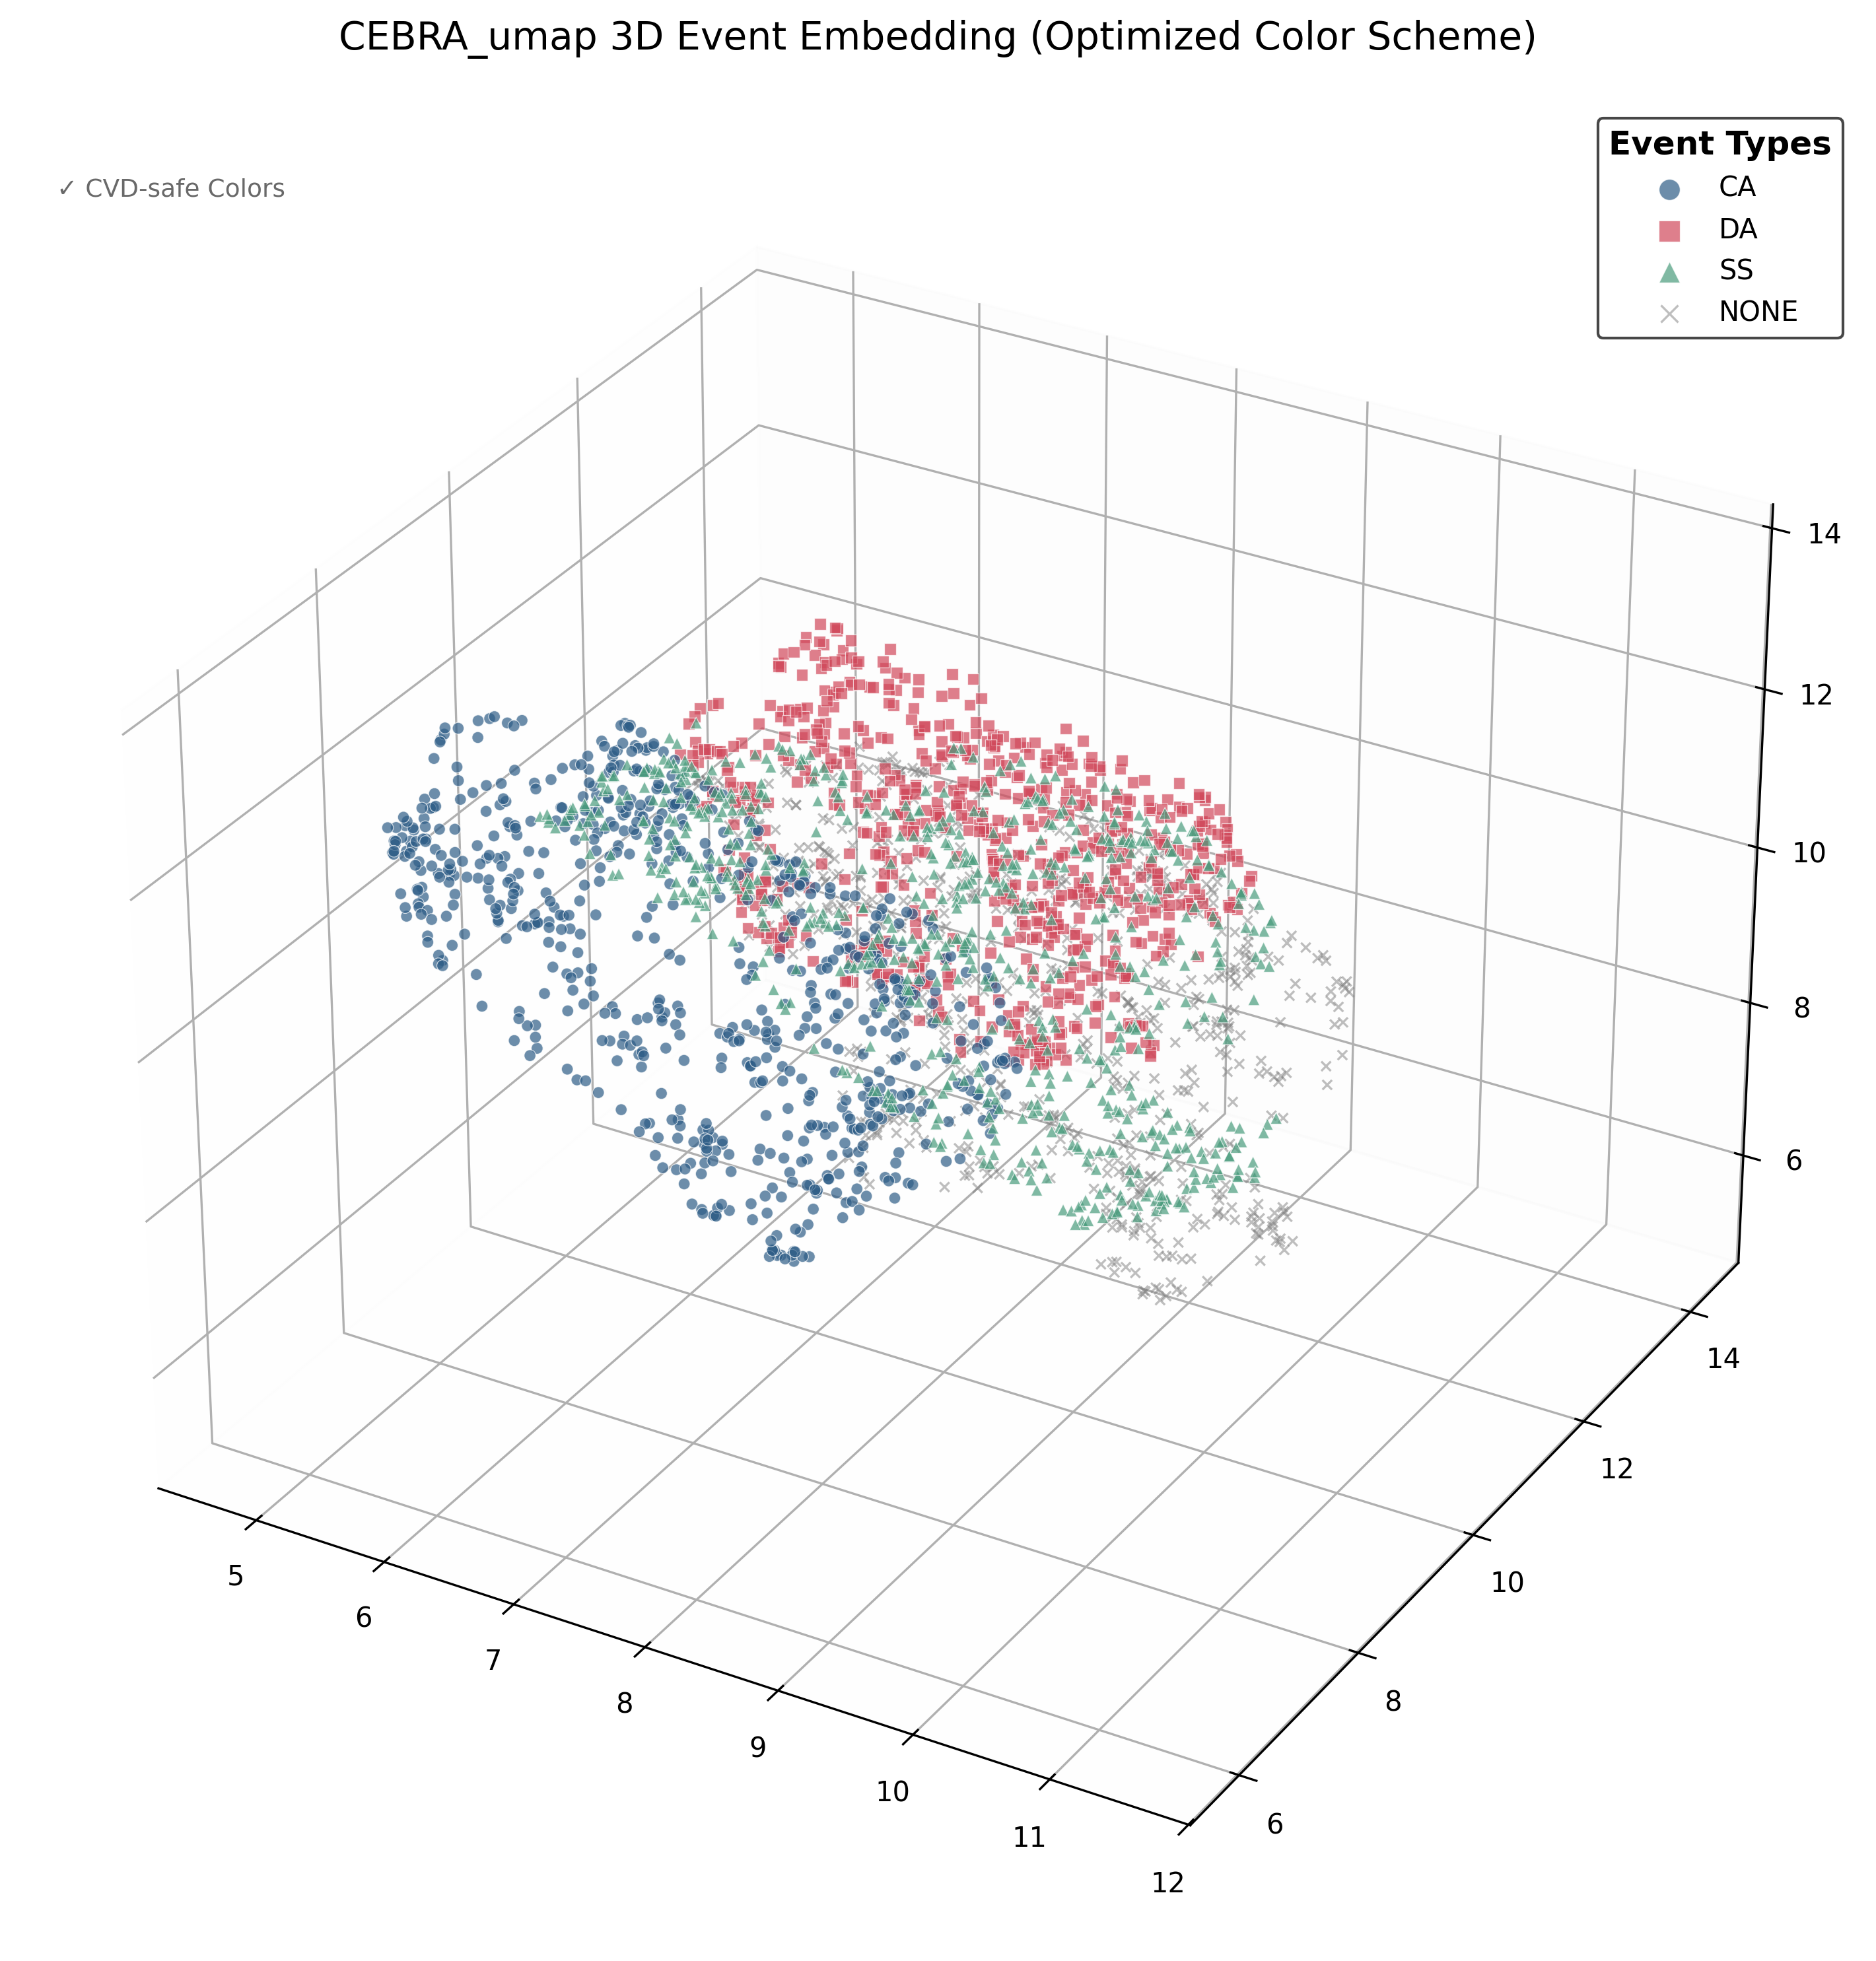 CEBRA_umap 3D Event Embedding (Optimized Color Scheme)
✓ CVD-safe Colors
Event Types
CA
DA
SS
NONE
14
12
10
8
6
14
12
10
8
6
5
6
7
8
9
10
11
12